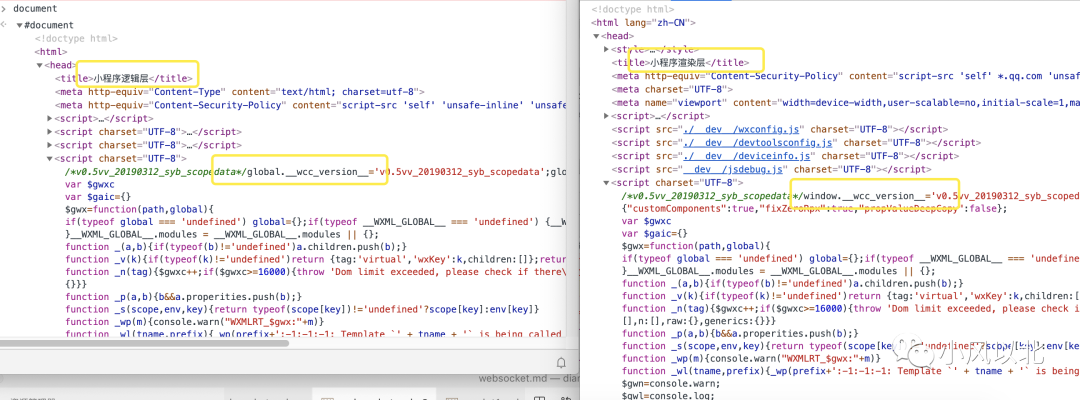 document
#document
<!doctype html>
<html>
<head>
<title>小程序逻辑层</title>
<meta http-equiv="Content-Type" content="text/html; charset=utf-8">
<meta http-equiv="Content-Security-Policy" content="script-src 'self' 'unsafe-inline' 'unsafe
<script>…</script>
<script charset="UTF-8">…</script>
<script charset="UTF-8">…</script>
<script charset="UTF-8">
/*v0.5vv_20190312_syb_scopedata*/global.__wcc_version__='v0.5vv_20190312_syb_scopedata';glo
var $gwxc
var $gaic={}
$gwx=function(path,global){
if(typeof global === 'undefined') global={};if(typeof __WXML_GLOBAL__ === 'undefined') {__W
}__WXML_GLOBAL__.modules = __WXML_GLOBAL__.modules || {};
function _(a,b){if(typeof(b)!='undefined')a.children.push(b);}
function _v(k){if(typeof(k)!='undefined')return {tag:'virtual','wxKey':k,children:[]};return
function _n(tag){$gwxc++;if($gwxc>=16000){throw 'Dom limit exceeded, please check if there\
{}}}
function _p(a,b){b&&a.properities.push(b);}
function _s(scope,env,key){return typeof(scope[key])!='undefined'?scope[key]:env[key]}
function _wp(m){console.warn("WXMLRT_$gwx:"+m)}
function _wl(tname,prefix){_wp(prefix+':-1:-1:-1: Template `' + tname + '` is being called
websocket.md —
<!doctype html>
<html lang="zh-CN">
<head>
<style>…</style>
<title>小程序渲染层</title>
<meta http-equiv="Content-Security-Policy" content="script-src 'self' *.qq.com 'unsaf
<meta charset="UTF-8">
<meta name="viewport" content="width=device-width,user-scalable=no,initial-scale=1,ma
<script>…</script>
<script src="./__dev__/wxconfig.js" charset="UTF-8"></script>
<script src="./__dev__/devtoolsconfig.js" charset="UTF-8"></script>
<script src="./__dev__/deviceinfo.js" charset="UTF-8"></script>
<script src="__dev__/jsdebug.js" charset="UTF-8"></script>
<script charset="UTF-8">
/*v0.5vv_20190312_syb_scopedata*/window.__wcc_version__='v0.5vv_20190312_syb_scopedata
{"customComponents":true,"fixZeroRpx":true,"propValueDeepCopy":false};
var $gwxc
var $gaic={}
$gwx=function(path,global){
if(typeof global === 'undefined') global={};if(typeof __WXML_GLOBAL__ === 'undefined'
}__WXML_GLOBAL__.modules = __WXML_GLOBAL__.modules || {};
function _(a,b){if(typeof(b)!='undefined')a.children.push(b);}
function _v(k){if(typeof(k)!='undefined')return {tag:'virtual','wxKey':k,children:[
function _n(tag){$gwxc++;if($gwxc>=16000){throw 'Dom limit exceeded, please check if
[],n:[],raw:{},generics:{}}}
function _p(a,b){b&&a.properities.push(b);}
function _s(scope,env,key){return typeof(scope[key])!='undefined'?scope[key]:env[key
function _wp(m){console.warn("WXMLRT_$gwx:"+m)}
function _wl(tname,prefix){_wp(prefix+':-1:-1:-1: Template `' + tname + '` is being
$gwn=console.warn;
$gwl=console.log;
小风以北